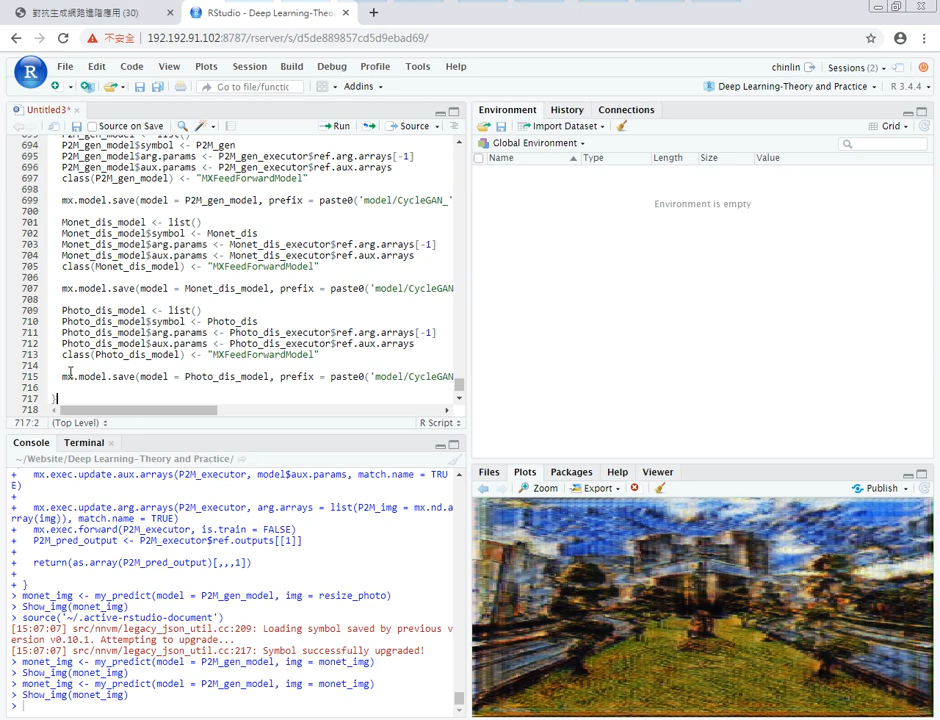 對抗生成網路進階應用 (30)
RStudio - Deep Learning-Theor
不安全
192.192.91.102:8787/rserver/s/d5de889857cd5d9ebad69/
R
File Edit Code View Plots Session Build Debug Profile Tools Help
chinlin
Sessions (2)
Go to file/function
Addins
Deep Learning-Theory and Practice
R 3.4.4
Untitled3*
Source on Save
Run
Source
693 P2M_gen_model <- list()
694 P2M_gen_model$symbol <- P2M_gen
695 P2M_gen_model$arg.params <- P2M_gen_executor$ref.arg.arrays[-1]
696 P2M_gen_model$aux.params <- P2M_gen_executor$ref.aux.arrays
697 class(P2M_gen_model) <- "MXFeedForwardModel"
698
699 mx.model.save(model = P2M_gen_model, prefix = paste0('model/CycleGAN_'
700
701 Monet_dis_model <- list()
702 Monet_dis_model$symbol <- Monet_dis
703 Monet_dis_model$arg.params <- Monet_dis_executor$ref.arg.arrays[-1]
704 Monet_dis_model$aux.params <- Monet_dis_executor$ref.aux.arrays
705 class(Monet_dis_model) <- "MXFeedForwardModel"
706
707 mx.model.save(model = Monet_dis_model, prefix = paste0('model/CycleGAN
708
709 Photo_dis_model <- list()
710 Photo_dis_model$symbol <- Photo_dis
711 Photo_dis_model$arg.params <- Photo_dis_executor$ref.arg.arrays[-1]
712 Photo_dis_model$aux.params <- Photo_dis_executor$ref.aux.arrays
713 class(Photo_dis_model) <- "MXFeedForwardModel"
714
715 mx.model.save(model = Photo_dis_model, prefix = paste0('model/CycleGAN
716
717 }
718
717:2 (Top Level) R Script
Console Terminal
~/Website/Deep Learning-Theory and Practice/
+ mx.exec.update.aux.arrays(P2M_executor, model$aux.params, match.name = TRU
E)
+
+ mx.exec.update.arg.arrays(P2M_executor, arg.arrays = list(P2M_img = mx.nd.a
rray(img)), match.name = TRUE)
+ mx.exec.forward(P2M_executor, is.train = FALSE)
+ P2M_pred_output <- P2M_executor$ref.outputs[[1]]
+
+ return(as.array(P2M_pred_output)[,,,1])
+
+ }
> monet_img <- my_predict(model = P2M_gen_model, img = resize_photo)
> Show_img(monet_img)
> source('~/.active-rstudio-document')
[15:07:07] src/nnvm/legacy_json_util.cc:209: Loading symbol saved by previous v
ersion v0.10.1. Attempting to upgrade...
[15:07:07] src/nnvm/legacy_json_util.cc:217: Symbol successfully upgraded!
> monet_img <- my_predict(model = P2M_gen_model, img = monet_img)
> Show_img(monet_img)
> monet_img <- my_predict(model = P2M_gen_model, img = monet_img)
> Show_img(monet_img)
>
Environment History Connections
Import Dataset
Grid
Global Environment
Name Type Length Size Value
Environment is empty
Files Plots Packages Help Viewer
Zoom Export Publish